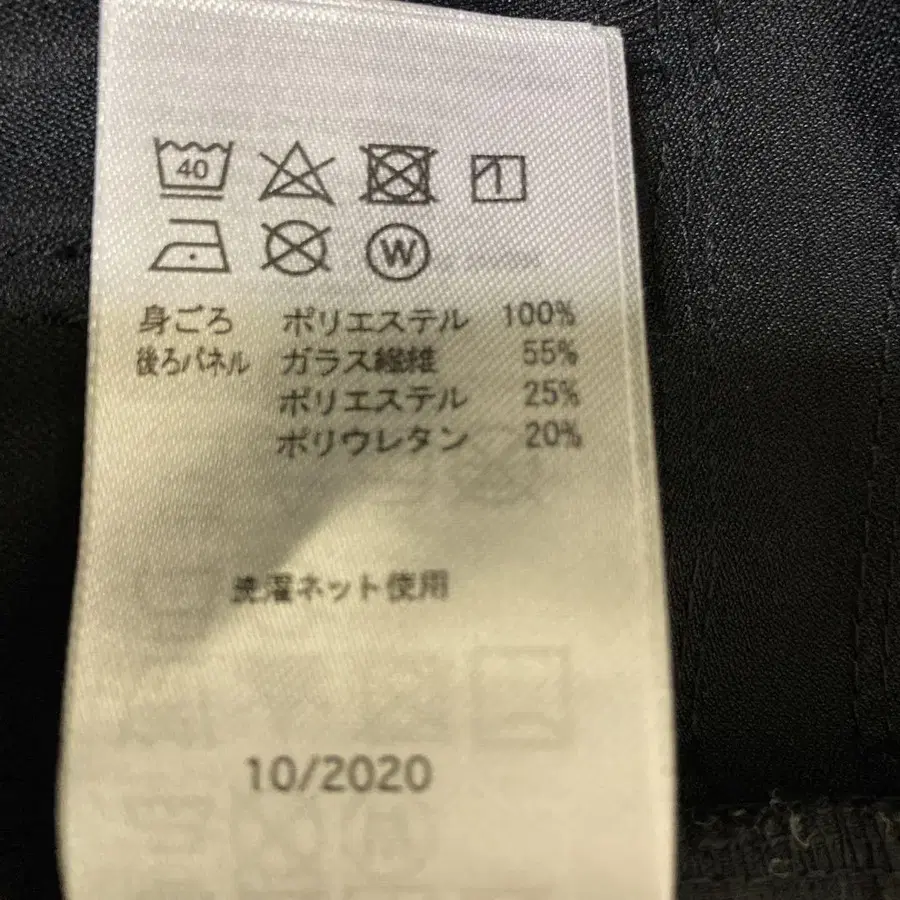 40
W
身ごろ ポリエステル 100%
後ろパネル ガラス繊維 55%
ポリエステル 25%
ポリウレタン 20%
洗濯ネット使用
10/2020